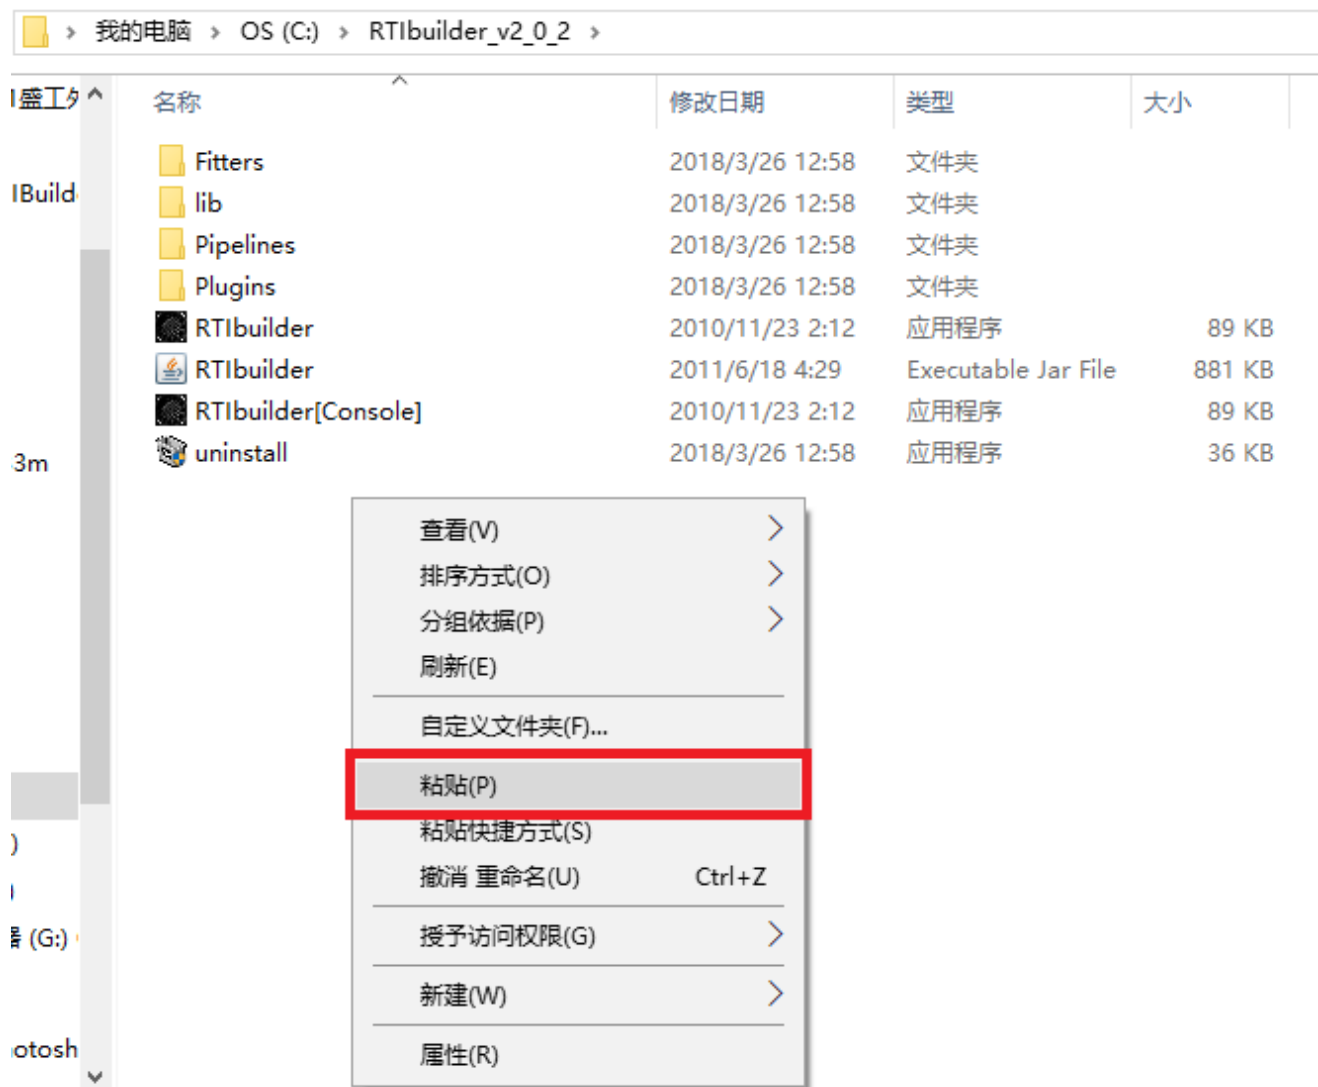 我的电脑 > OS (C:) > RTIbuilder_v2_0_2 >
名称 修改日期 类型 大小
Fitters 2018/3/26 12:58 文件夹
IBuild
lib 2018/3/26 12:58 文件夹
Pipelines 2018/3/26 12:58 文件夹
Plugins 2018/3/26 12:58 文件夹
RTIbuilder 2010/11/23 2:12 应用程序 89 KB
RTIbuilder 2011/6/18 4:29 Executable Jar File 881 KB
RTIbuilder[Console] 2010/11/23 2:12 应用程序 89 KB
uninstall 2018/3/26 12:58 应用程序 36 KB
3m
查看(V)
排序方式(O)
分组依据(P)
刷新(E)
自定义文件夹(F)...
粘贴(P)
粘贴快捷方式(S)
撤消 重命名(U) Ctrl+Z
(G:)
授予访问权限(G)
新建(W)
otosh
属性(R)